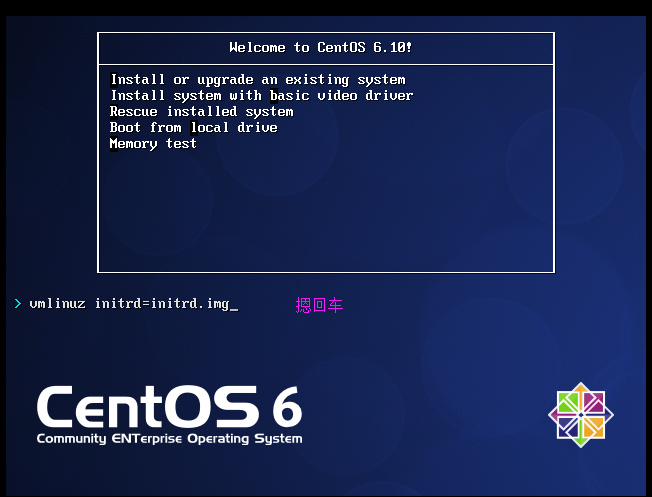 Welcome to CentOS 6.10!
Install or upgrade an existing system
Install system with basic video driver
Rescue installed system
Boot from local drive
Memory test
> vmlinuz initrd=initrd.img_ 摁回车
CentOS 6
Community ENTerprise Operating System